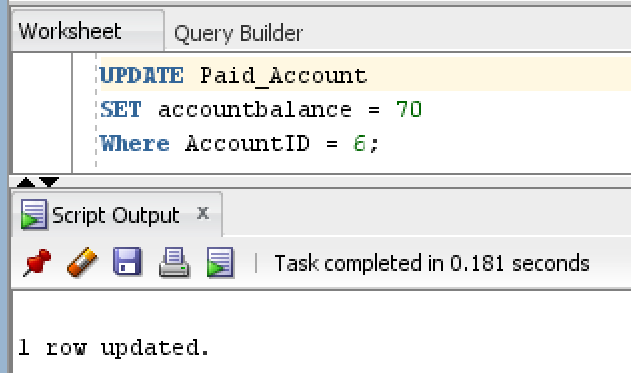 Worksheet Query Builder
UPDATE Paid_Account
SET accountbalance = 70
Where AccountID = 6;
Script Output x
Task completed in 0.181 seconds
1 row updated.